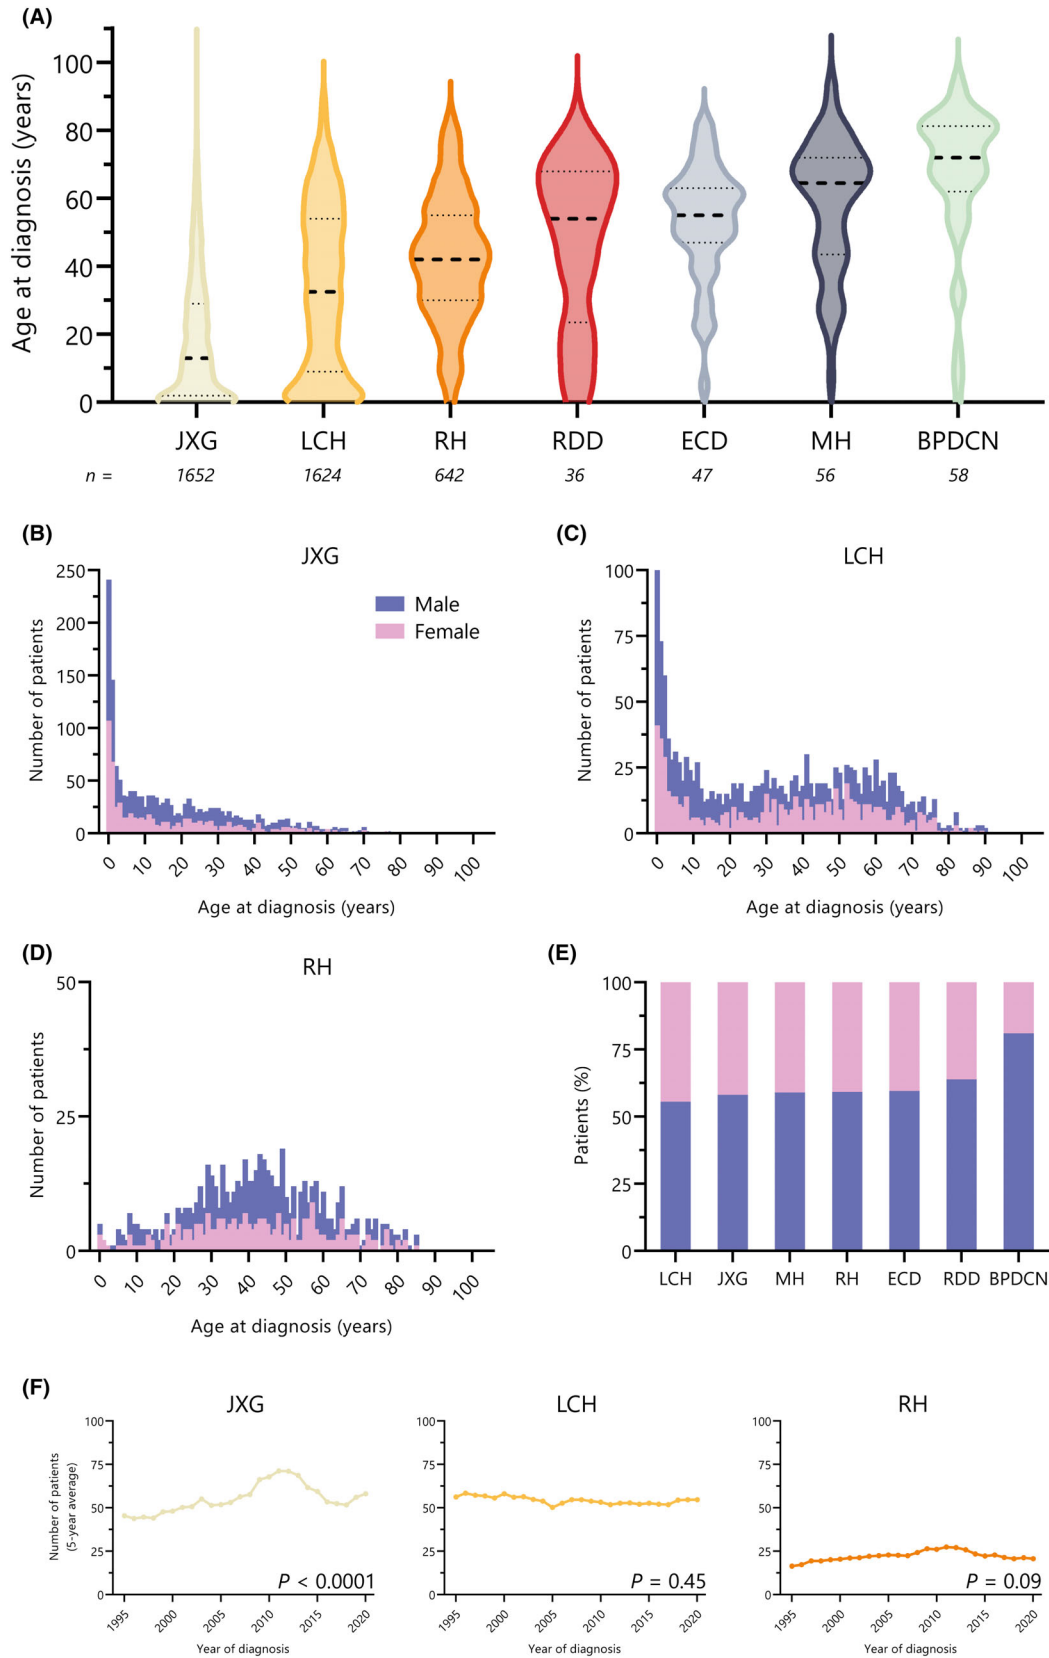 (A)
Age at diagnosis (years)
100
80
60
40
20
0
JXG LCH RH RDD ECD MH BPDCN
n = 1652 1624 642 36 47 56 58
(B)
JXG
Number of patients
250
200
150
100
50
0
Male
Female
0 10 20 30 40 50 60 70 80 90 100
Age at diagnosis (years)
(C)
LCH
Number of patients
100
75
50
25
0
0 10 20 30 40 50 60 70 80 90 100
Age at diagnosis (years)
(D)
RH
Number of patients
50
25
0
0 10 20 30 40 50 60 70 80 90 100
Age at diagnosis (years)
(E)
Patients (%)
100
75
50
25
0
LCH JXG MH RH ECD RDD BPDCN
(F)
JXG
Number of patients
(5-year average)
100
75
50
25
0
P < 0.0001
1995 2000 2005 2010 2015 2020
Year of diagnosis
LCH
100
75
50
25
0
P = 0.45
1995 2000 2005 2010 2015 2020
Year of diagnosis
RH
100
75
50
25
0
P = 0.09
1995 2000 2005 2010 2015 2020
Year of diagnosis